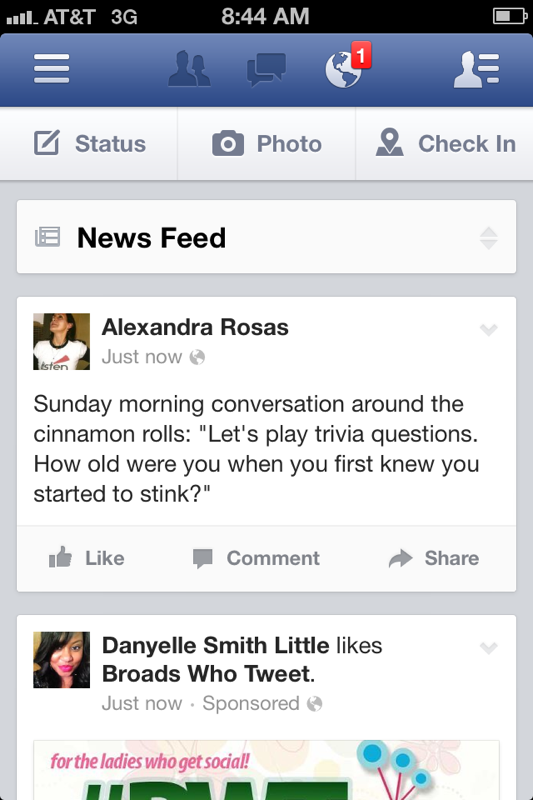 AT&T 3G 8:44 AM
1
Status Photo Check In
News Feed
Alexandra Rosas
Just now
listen
Sunday morning conversation around the
cinnamon rolls: "Let's play trivia questions.
How old were you when you first knew you
started to stink?"
Like Comment Share
Danyelle Smith Little likes
Broads Who Tweet.
Just now · Sponsored
for the ladies who get social!